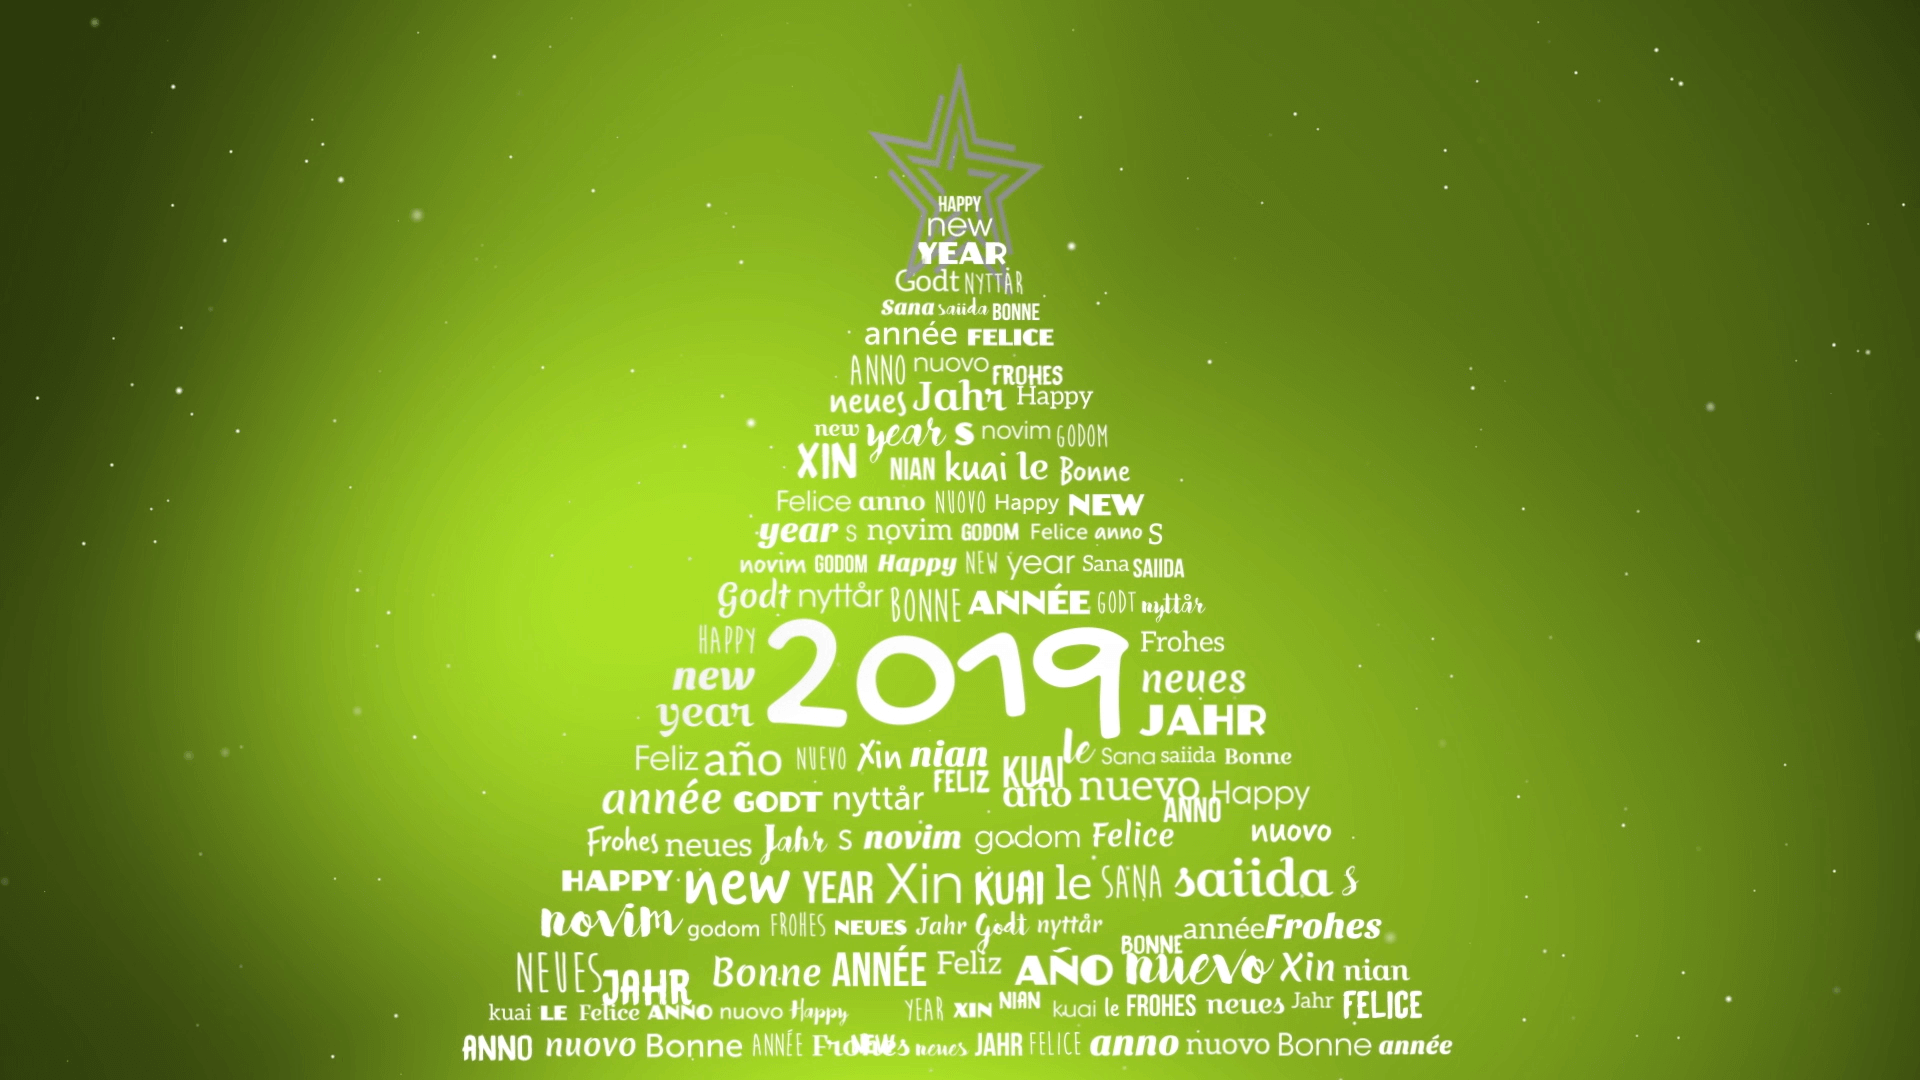 HAPPY
new
YEAR
Godt NYTTÅR
Sana saiida BONNE
année FELICE
ANNO nuovo FROHES
neues Jahr Happy
new year s novim GODOM
XIN NIAN kuai le Bonne
Felice anno NUOVO Happy NEW
year s novim GODOM Felice anno S
novim GODOM Happy NEW year Sana SAIIDA
Godt nyttår BONNE ANNÉE GODT nyttår
HAPPY 2019 Frohes
new neues
year JAHR
Feliz año NUEVO Xin nian KUAI le Sana saiida Bonne
année GODT nyttår FELIZ año nuevo Happy
Frohes neues Jahr s novim godom Felice ANNO nuovo
HAPPY new YEAR Xin KUAI le SANA saiida s
novim godom FROHES NEUES Jahr Godt nyttår BONNE année Frohes
NEUES JAHR Bonne ANNÉE Feliz AÑO nuevo Xin nian
kuai LE Felice ANNO nuovo Happy NEW YEAR XIN NIAN kuai le FROHES neues Jahr FELICE
ANNO nuovo Bonne ANNÉE Frohes neues JAHR FELICE anno nuovo Bonne année